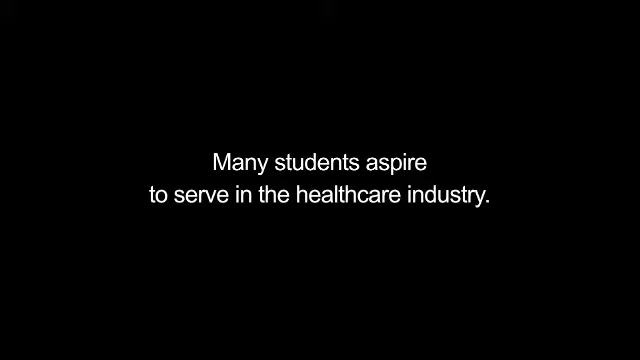 Many students aspire
to serve in the healthcare industry.